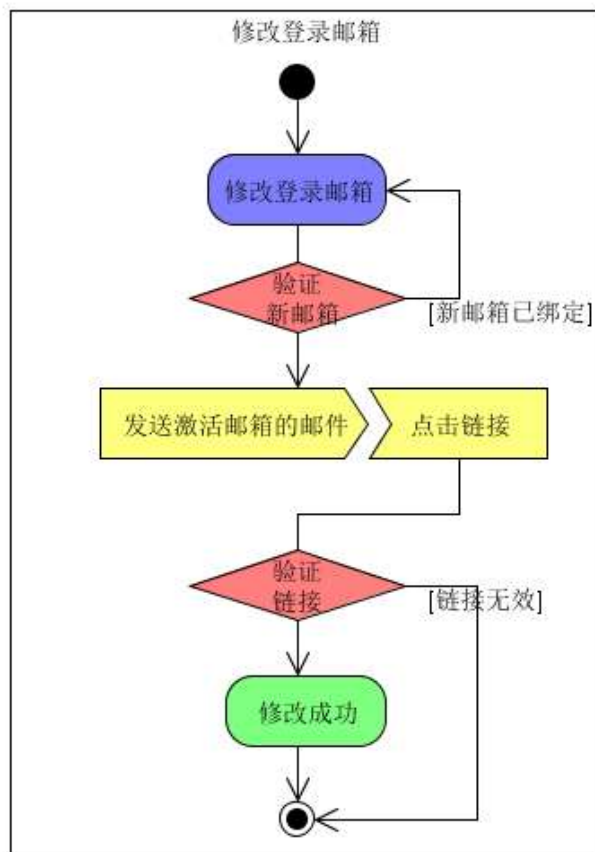 修改登录邮箱
修改登录邮箱
验证
新邮箱
[新邮箱已绑定]
发送激活邮箱的邮件
点击链接
验证
链接
[链接无效]
修改成功